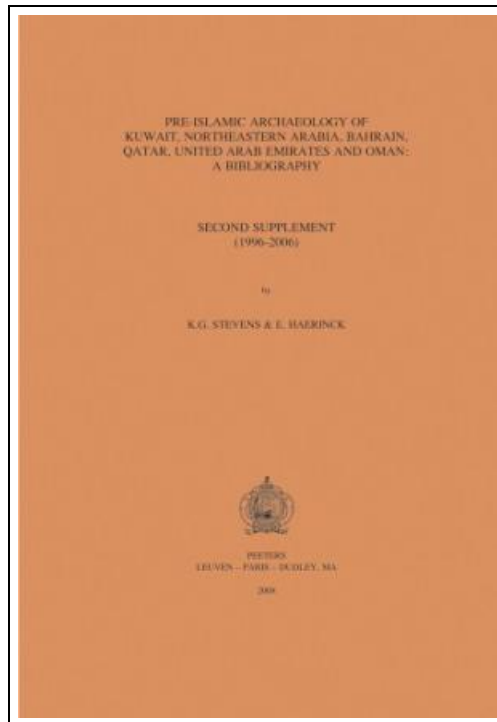 PRE-ISLAMIC ARCHAEOLOGY OF
KUWAIT, NORTHEASTERN ARABIA, BAHRAIN,
QATAR, UNITED ARAB EMIRATES AND OMAN:
A BIBLIOGRAPHY
SECOND SUPPLEMENT
(1996-2006)
by
K.G. STEVENS & E. HAERINCK
PEETERS
LEUVEN – PARIS – DUDLEY, MA
2008